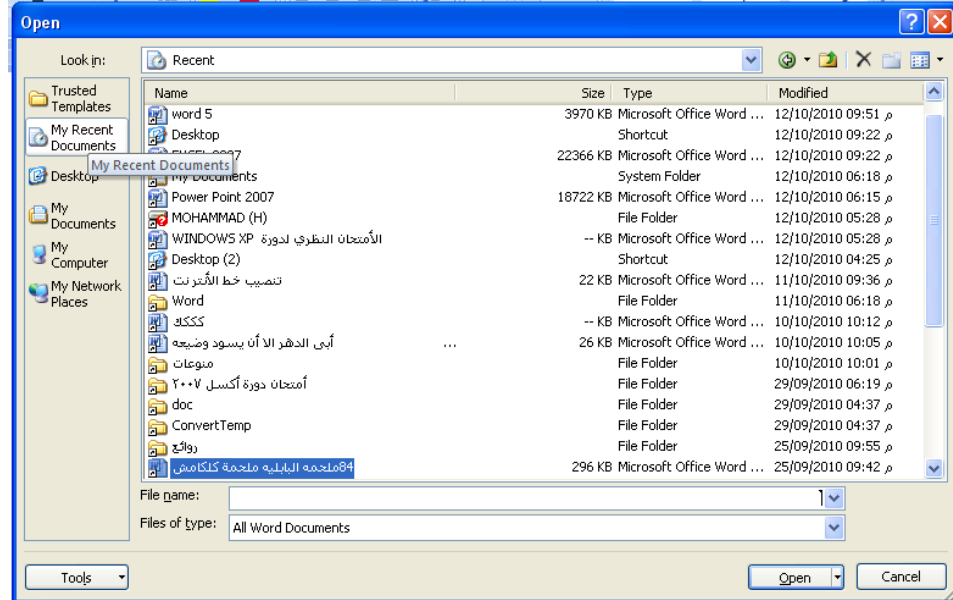 Open
Look in: Recent
Trusted Templates
My Recent Documents
My Recent Documents
Desktop
My Documents
My Computer
My Network Places
Name Size Type Modified
word 5 3970 KB Microsoft Office Word ... 12/10/2010 09:51 م
Desktop Shortcut 12/10/2010 09:22 م
22366 KB Microsoft Office Word ... 12/10/2010 09:22 م
My Documents System Folder 12/10/2010 06:18 م
Power Point 2007 18722 KB Microsoft Office Word ... 12/10/2010 06:15 م
MOHAMMAD (H) File Folder 12/10/2010 05:28 م
الأمتحان النظري لدورة WINDOWS XP -- KB Microsoft Office Word ... 12/10/2010 05:28 م
Desktop (2) Shortcut 12/10/2010 04:25 م
تنصيب خط الأنترنت 22 KB Microsoft Office Word ... 11/10/2010 09:36 م
Word File Folder 11/10/2010 06:18 م
كككك -- KB Microsoft Office Word ... 10/10/2010 10:12 م
أبى الدهر الا أن يسود وضيعه ... 26 KB Microsoft Office Word ... 10/10/2010 10:05 م
منوعات File Folder 10/10/2010 10:01 م
أمتحان دورة أكسل ٢٠٠٧ File Folder 29/09/2010 06:19 م
doc File Folder 29/09/2010 04:37 م
ConvertTemp File Folder 29/09/2010 04:37 م
روائع File Folder 25/09/2010 09:55 م
84ملحمه البابليه ملحمة كلكامش 296 KB Microsoft Office Word ... 25/09/2010 09:42 م
File name:
Files of type: All Word Documents
Tools Open Cancel